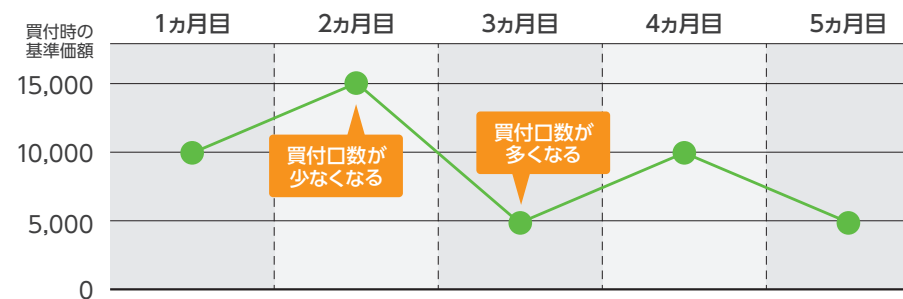 買付時の
基準価額
1ヵ月目
2ヵ月目
3ヵ月目
4ヵ月目
5ヵ月目
15,000
10,000
5,000
0
買付口数が
少なくなる
買付口数が
多くなる